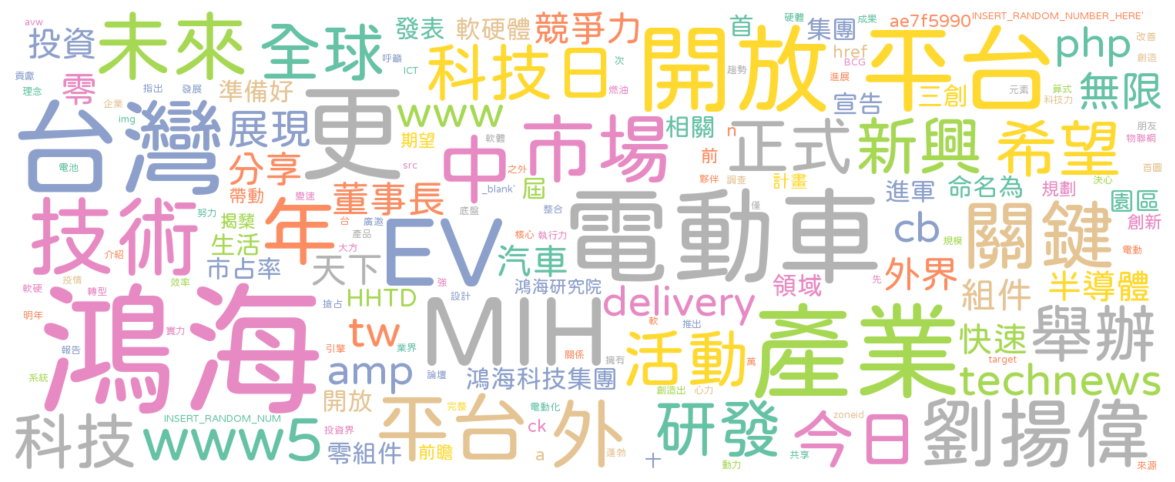 avw
硬體
成果
INSERT_RANDOM_NUMBER_HERE`
投資
未來
全球
呼籲
發表
軟硬體
競爭力
首
集團
ae7f5990
href
php
改善
創造
貢獻
理念
零
指出
發展
準備好
ICT
科技日
次
燃油
開放
平台
趨勢
BCG
進展
三創
宣告
元素
算式
科技力
無限
企業
img
台灣
電池
展現
更
www
期望
軟體
市場
相關
n
前
正式
新興
希望
朋友
物聯網
百圈
分享
帶動
變速
董事長
src
_blank`
中
之外
屆
夥伴
調查
計畫
進軍
命名為
決心
規劃
園區
創新
技術
努力
揭櫫
生活
市占率
年
台
廣造
產品
大方
底盤
EV
整合
核心
執行力
汽車
電動車
僅
cb
規模
關鍵
電動
介紹
疫情
軟硬
轉型
效率
天下
強
設計
鴻海研究院
領域
先
外界
組件
半導體
鴻海
HHTD
搶占
delivery
明年
實力
tw
引擎
業界
MIH
軟
推出
關係
擁有
活動
萬
產業
快速
target
舉辦
報告
系統
amp
論壇
鴻海科技集團
創造出
心力
technews
科技
INSERT_RANDOM_NUM
www5
投資界
開放
零組件
平台
完整
前瞻
電動化
ck
a
外
蓬勃
十
研發
動力
共享
zoneid
今日
劉揚偉
來源